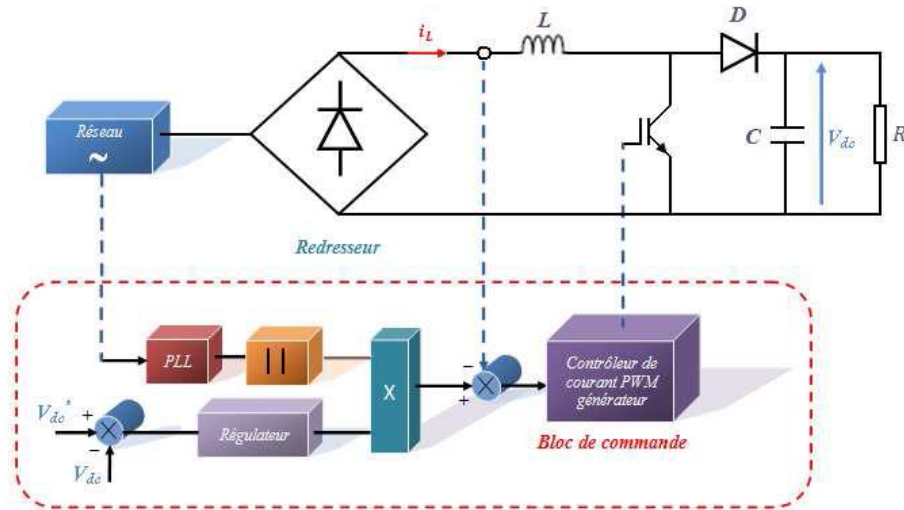 L
D
i_L
Réseau
~
C
V_dc
R
Redresseur
PLL
| |
X
−
+
Contrôleur de
courant PWM
générateur
V_dc*
+
−
V_dc
Régulateur
Bloc de commande